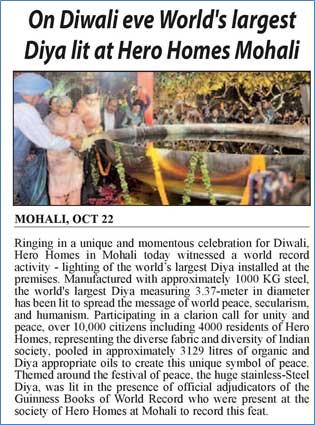 On Diwali eve World's largest
Diya lit at Hero Homes Mohali
MOHALI, OCT 22
Ringing in a unique and momentous celebration for Diwali,
Hero Homes in Mohali today witnessed a world record
activity - lighting of the world's largest Diya installed at the
premises. Manufactured with approximately 1000 KG steel,
the world's largest Diya measuring 3.37-meter in diameter
has been lit to spread the message of world peace, secularism,
and humanism. Participating in a clarion call for unity and
peace, over 10,000 citizens including 4000 residents of Hero
Homes, representing the diverse fabric and diversity of Indian
society, pooled in approximately 3129 litres of organic and
Diya appropriate oils to create this unique symbol of peace.
Themed around the festival of peace, the huge stainless-Steel
Diya, was lit in the presence of official adjudicators of the
Guinness Books of World Record who were present at the
society of Hero Homes at Mohali to record this feat.